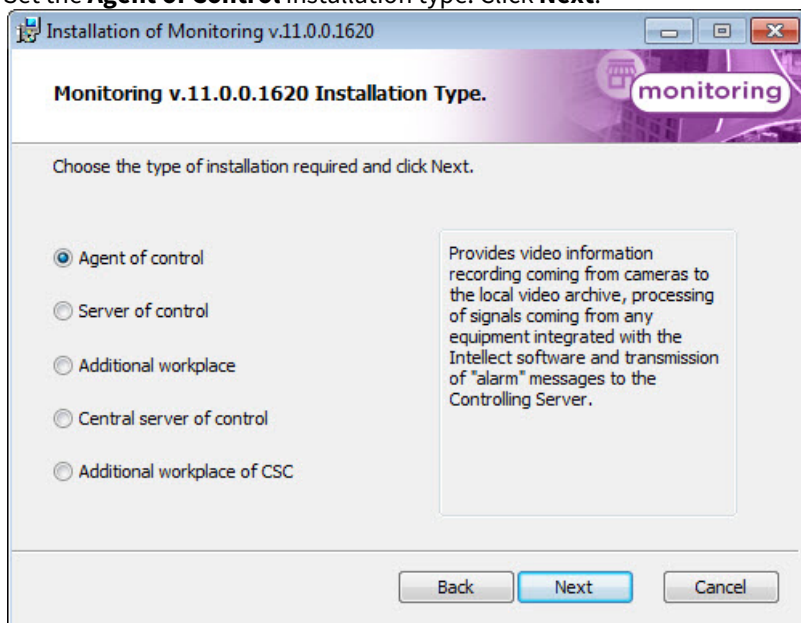 Set the Agent of Control installation type. Click Next.
Installation of Monitoring v.11.0.0.1620
Monitoring v.11.0.0.1620 Installation Type.
monitoring
Choose the type of installation required and click Next.
Agent of control
Server of control
Additional workplace
Central server of control
Additional workplace of CSC
Provides video information
recording coming from cameras to
the local video archive, processing
of signals coming from any
equipment integrated with the
Intellect software and transmission
of "alarm" messages to the
Controlling Server.
Back
Next
Cancel